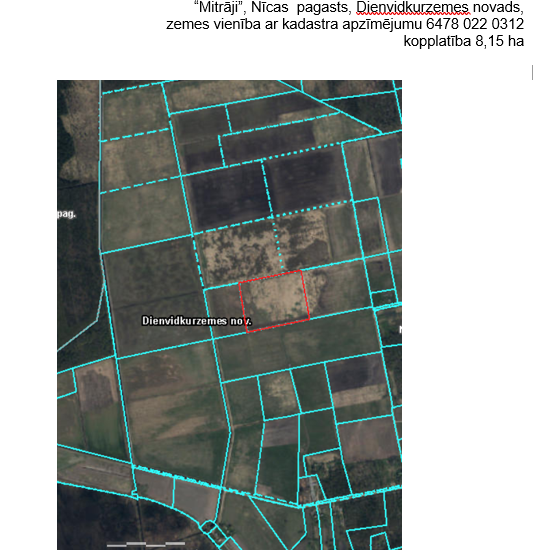 “Mitrāji”, Nīcas pagasts, Dienvidkurzemes novads,
zemes vienība ar kadastra apzīmējumu 6478 022 0312
kopplatība 8,15 ha
pag.
Dienvidkurzemes nov.